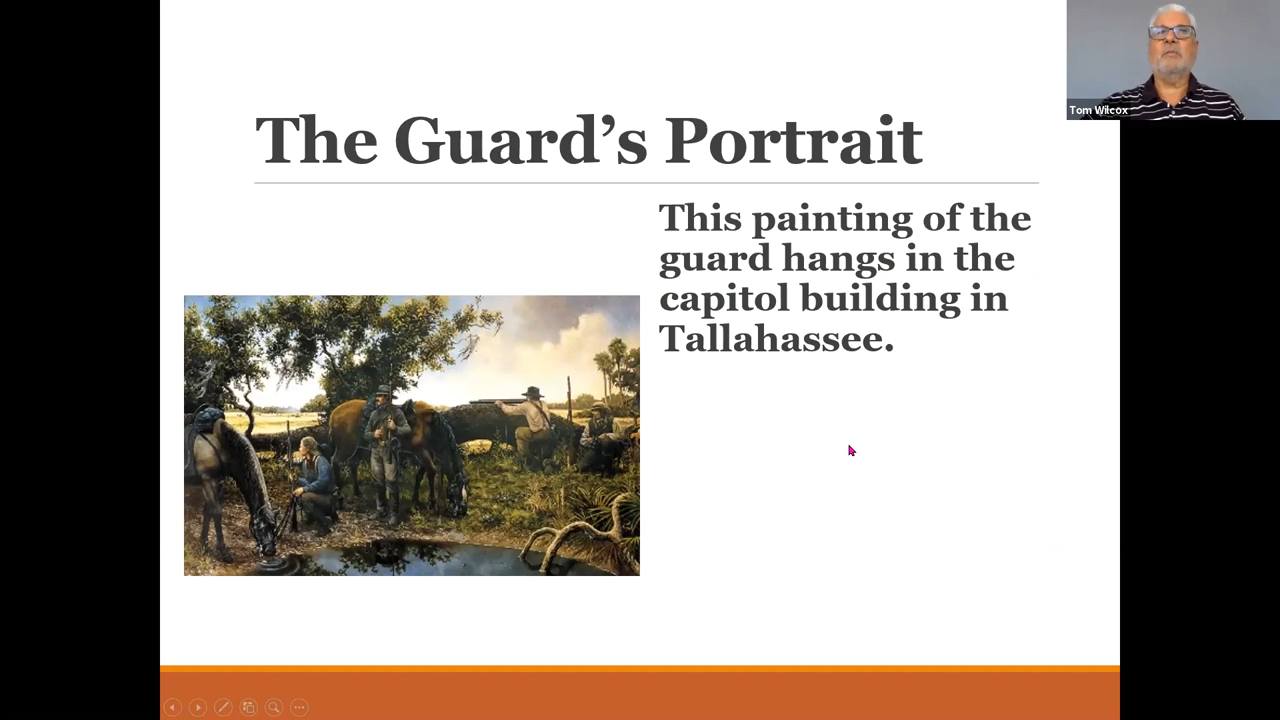 Tom Wilcox
The Guard's Portrait
This painting of the
guard hangs in the
capitol building in
Tallahassee.